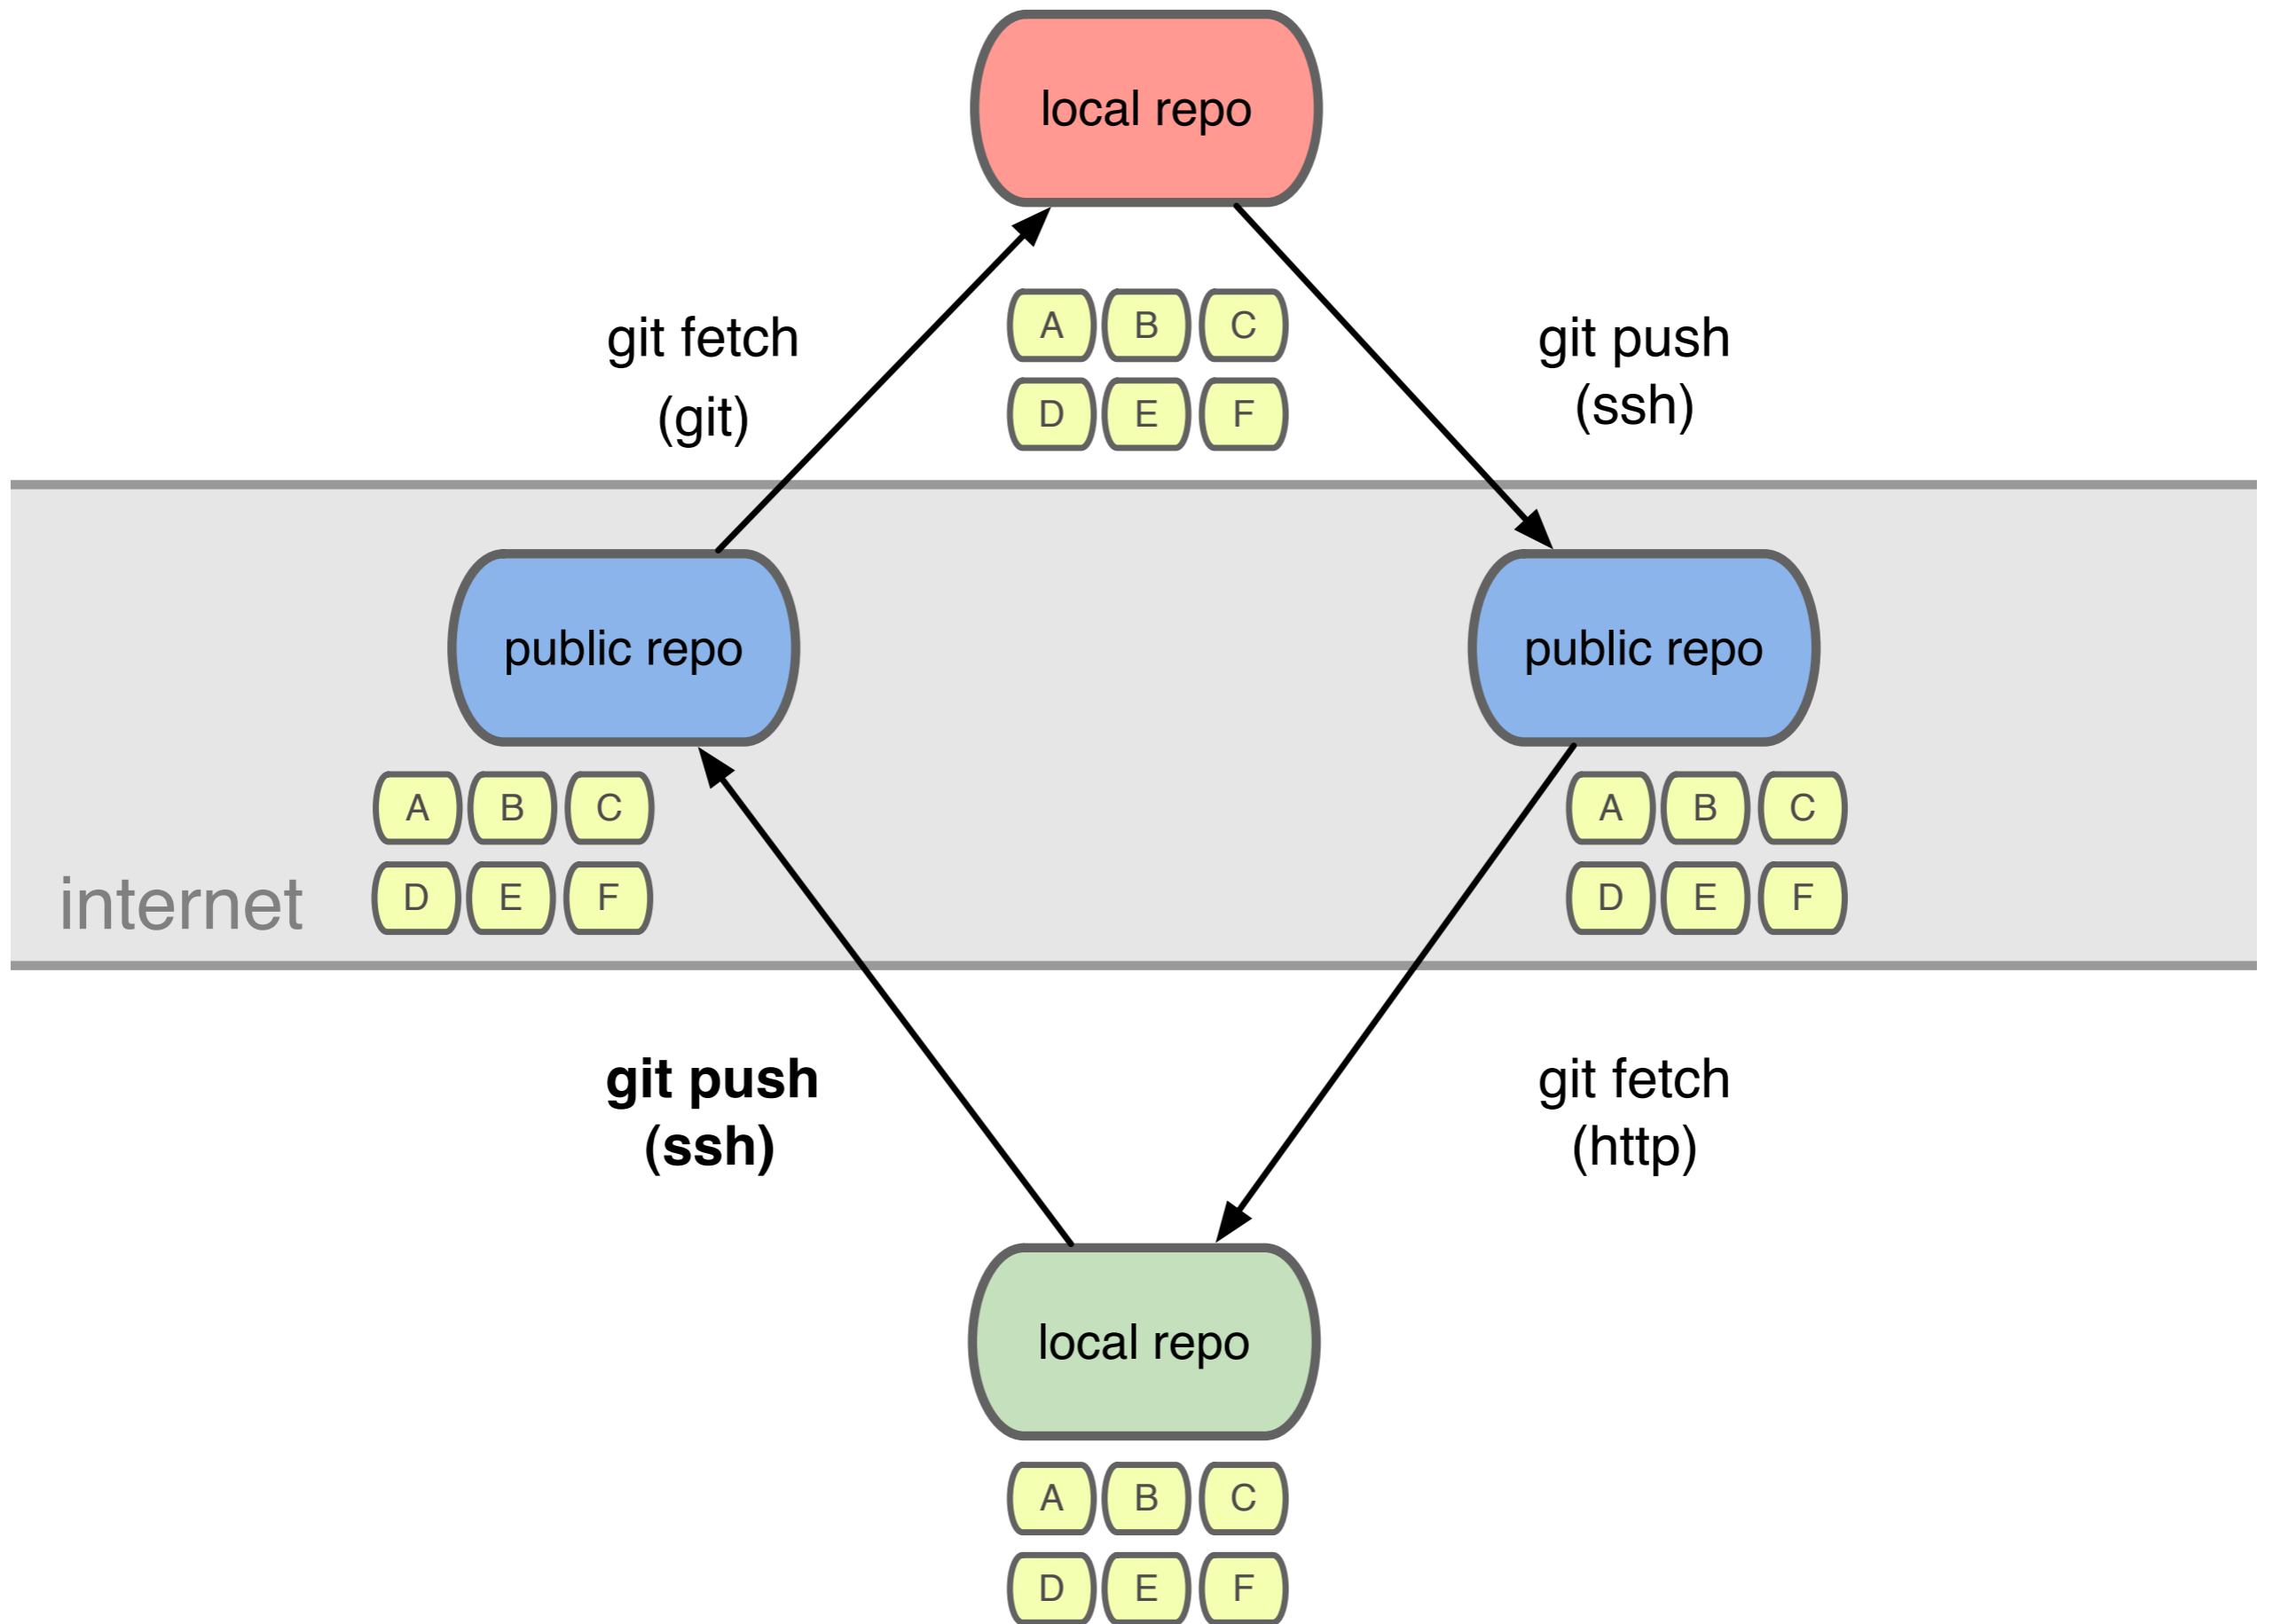 local repo
git fetch
(git)
A B C
D E F
git push
(ssh)
public repo
public repo
A B C
D E F
A B C
D E F
internet
git push
(ssh)
git fetch
(http)
local repo
A B C
D E F